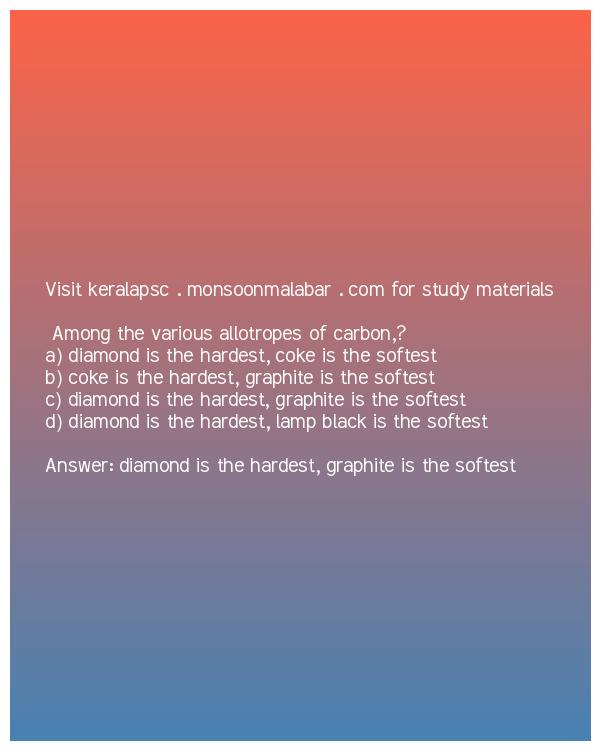 Visit keralapsc . monsoonmalabar . com for study materials
Among the various allotropes of carbon,?
a) diamond is the hardest, coke is the softest
b) coke is the hardest, graphite is the softest
c) diamond is the hardest, graphite is the softest
d) diamond is the hardest, lamp black is the softest
Answer: diamond is the hardest, graphite is the softest